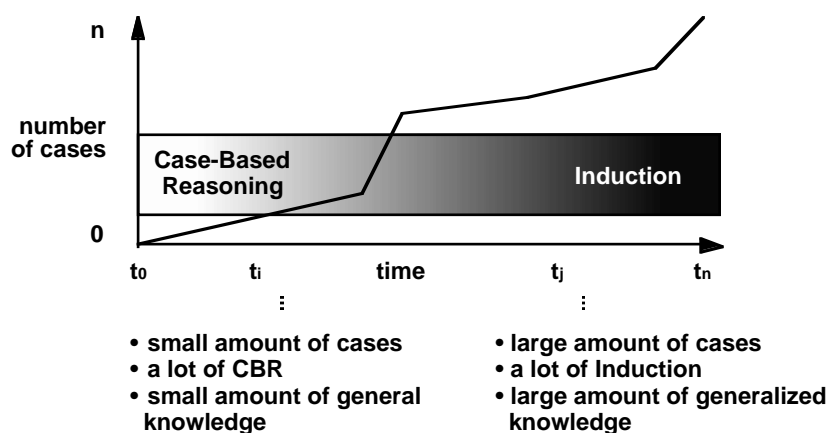 n
number
of cases
Case-Based
Reasoning
Induction
0
t0
ti
time
tj
tn
• small amount of cases
• a lot of CBR
• small amount of general
knowledge
• large amount of cases
• a lot of Induction
• large amount of generalized
knowledge